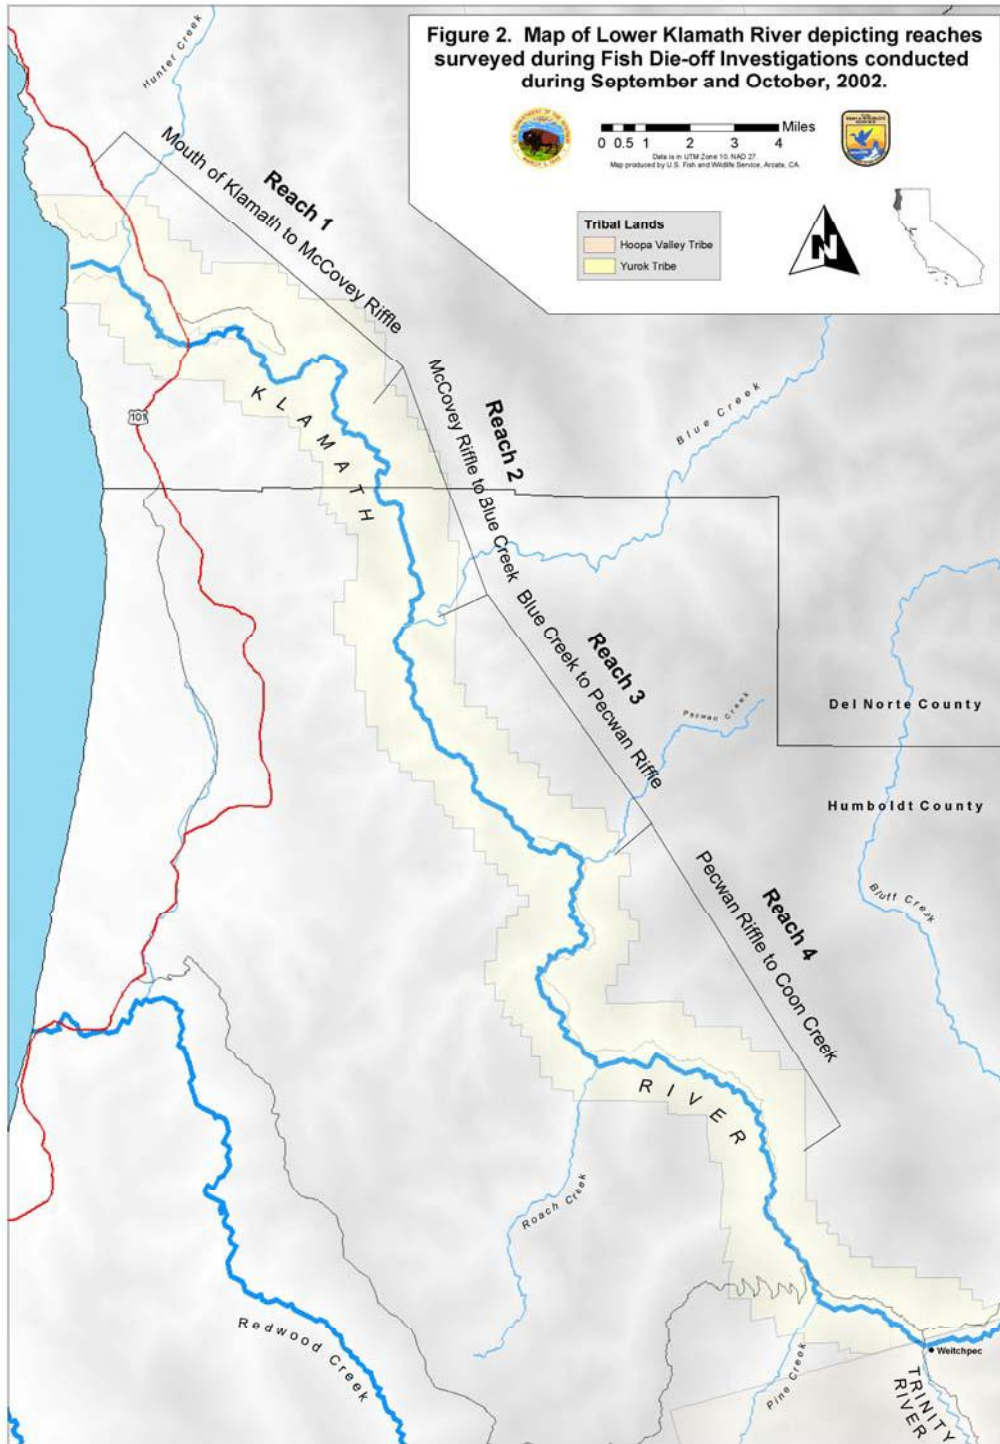 Figure 2. Map of Lower Klamath River depicting reaches
surveyed during Fish Die-off Investigations conducted
during September and October, 2002.
Miles
0 0.5 1 2 3 4
Data is in UTM Zone 10, NAD 27.
Map produced by U.S. Fish and Wildlife Service, Arcata, CA.
Tribal Lands
Hoopa Valley Tribe
Yurok Tribe
N
Hunter Creek
Reach 1
Mouth of Klamath to McCovey Riffle
101
KLAMATH
Reach 2
McCovey Riffle to Blue Creek
Blue Creek
Reach 3
Blue Creek to Pecwan Riffle
Pecwan Creek
Del Norte County
Humboldt County
Bluff Creek
Reach 4
Pecwan Riffle to Coon Creek
RIVER
Roach Creek
Redwood Creek
Pine Creek
Weitchpec
TRINITY
RIVER